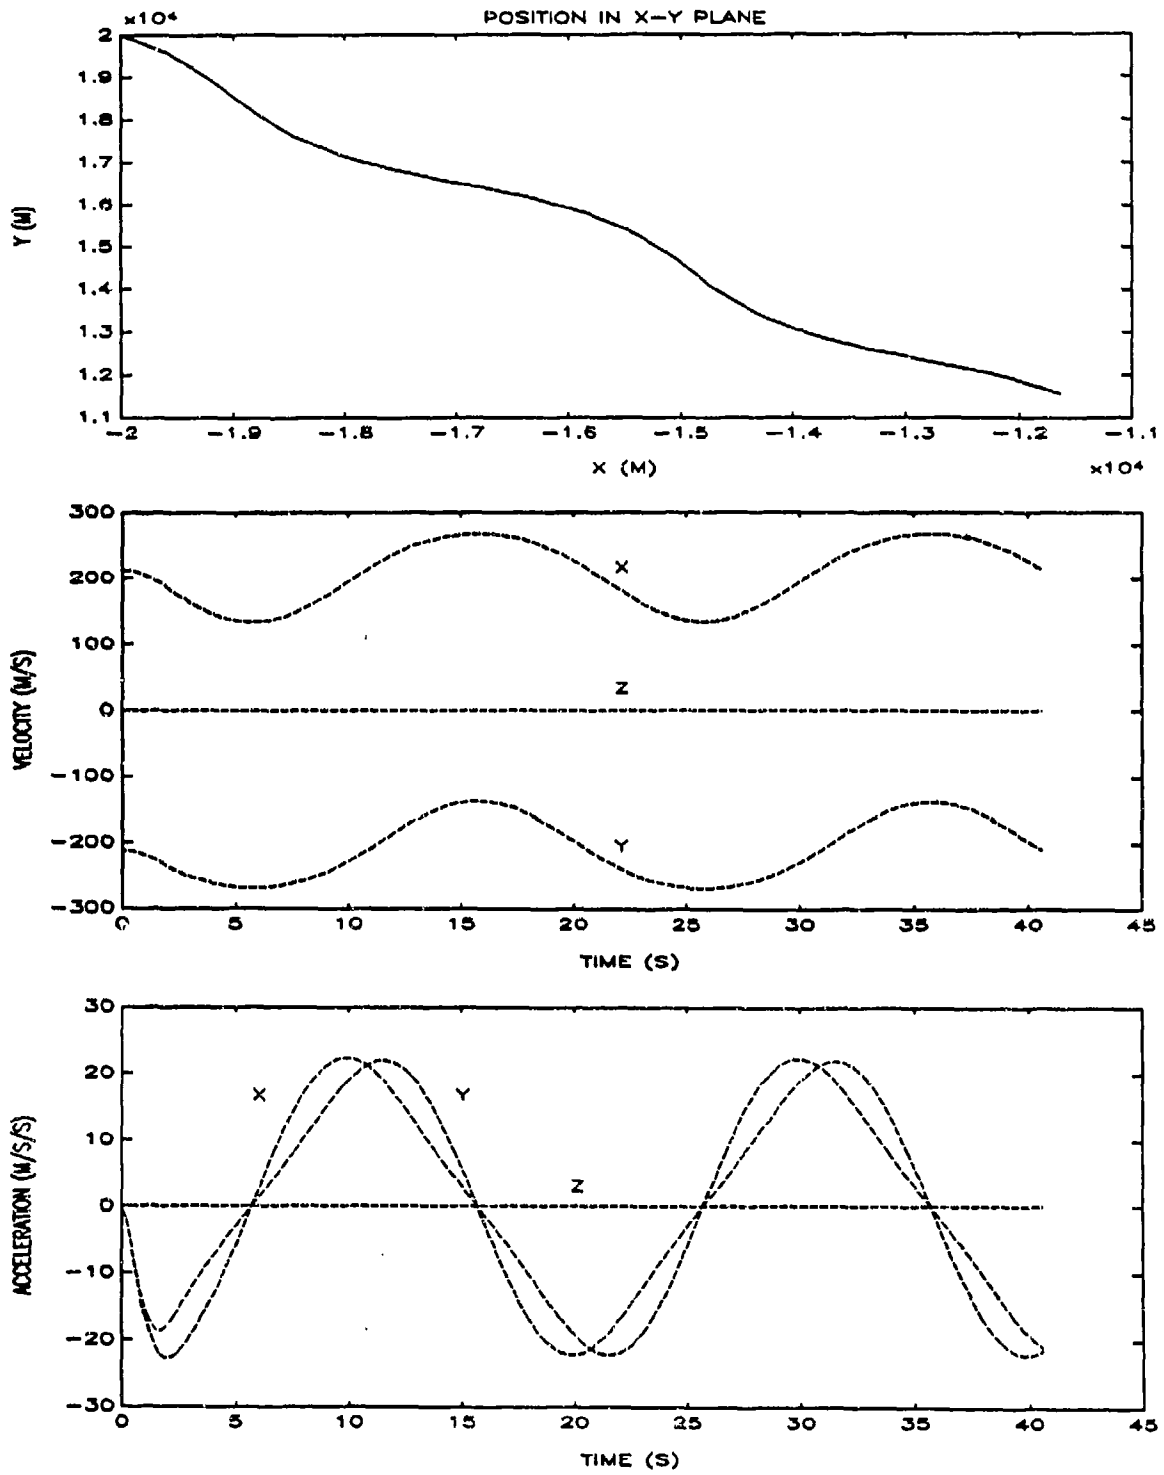 POSITION IN X-Y PLANE
×10⁴
2
1.9
1.8
1.7
1.6
1.5
1.4
1.3
1.2
1.1
Y (M)
-2 -1.9 -1.8 -1.7 -1.6 -1.5 -1.4 -1.3 -1.2 -1.1
X (M)
×10⁴
300
200
100
0
-100
-200
-300
VELOCITY (M/S)
X
Z
Y
0 5 10 15 20 25 30 35 40 45
TIME (S)
30
20
10
0
-10
-20
-30
ACCELERATION (M/S/S)
X Y
Z
0 5 10 15 20 25 30 35 40 45
TIME (S)